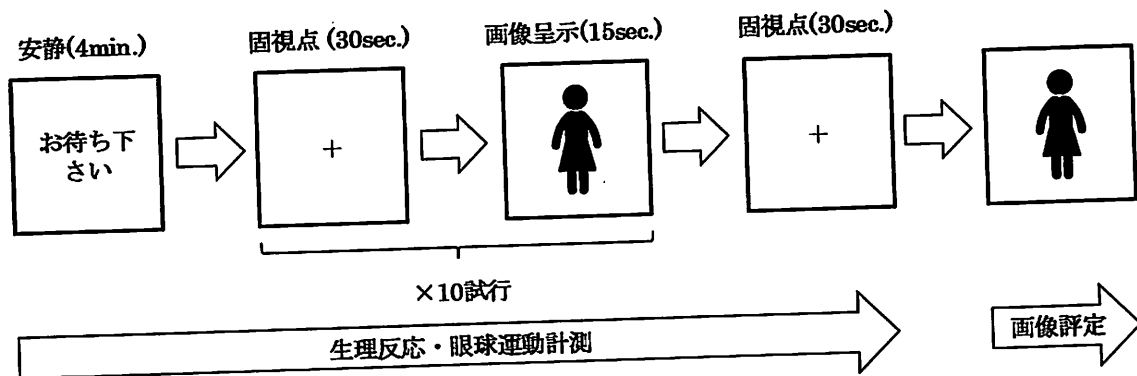 安静(4min.)
固視点 (30sec.)
画像呈示(15sec.)
固視点(30sec.)
お待ち下
さい
+
+
×10試行
生理反応・眼球運動計測
画像評定